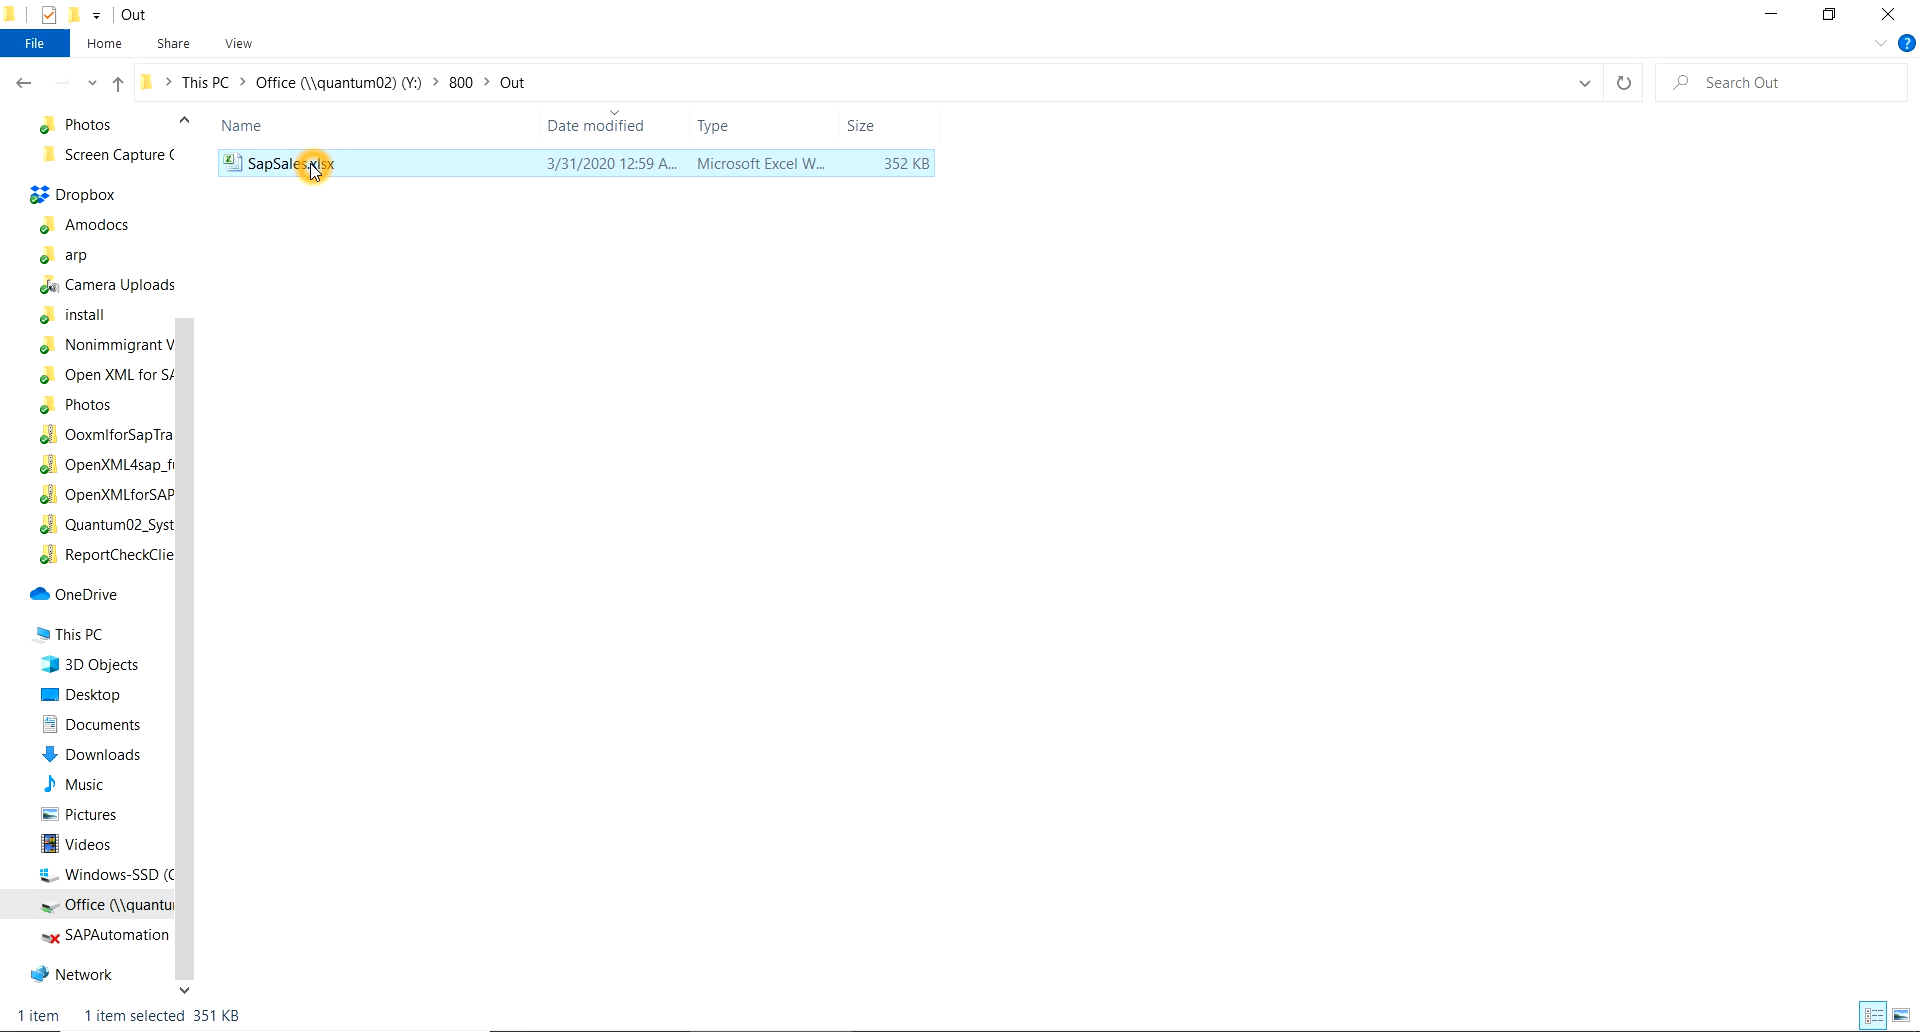 Out
File Home Share View
This PC > Office (\\quantum02) (Y:) > 800 > Out
Search Out
Name Date modified Type Size
SapSales.xlsx 3/31/2020 12:59 A... Microsoft Excel W... 352 KB
Photos
Screen Capture (
Dropbox
Amodocs
arp
Camera Uploads
install
Nonimmigrant V
Open XML for SA
Photos
OoxmlforSapTra
OpenXML4sap_fu
OpenXMLforSAP
Quantum02_Syst
ReportCheckClie
OneDrive
This PC
3D Objects
Desktop
Documents
Downloads
Music
Pictures
Videos
Windows-SSD (C
Office (\\quantu
SAPAutomation
Network
1 item 1 item selected 351 KB